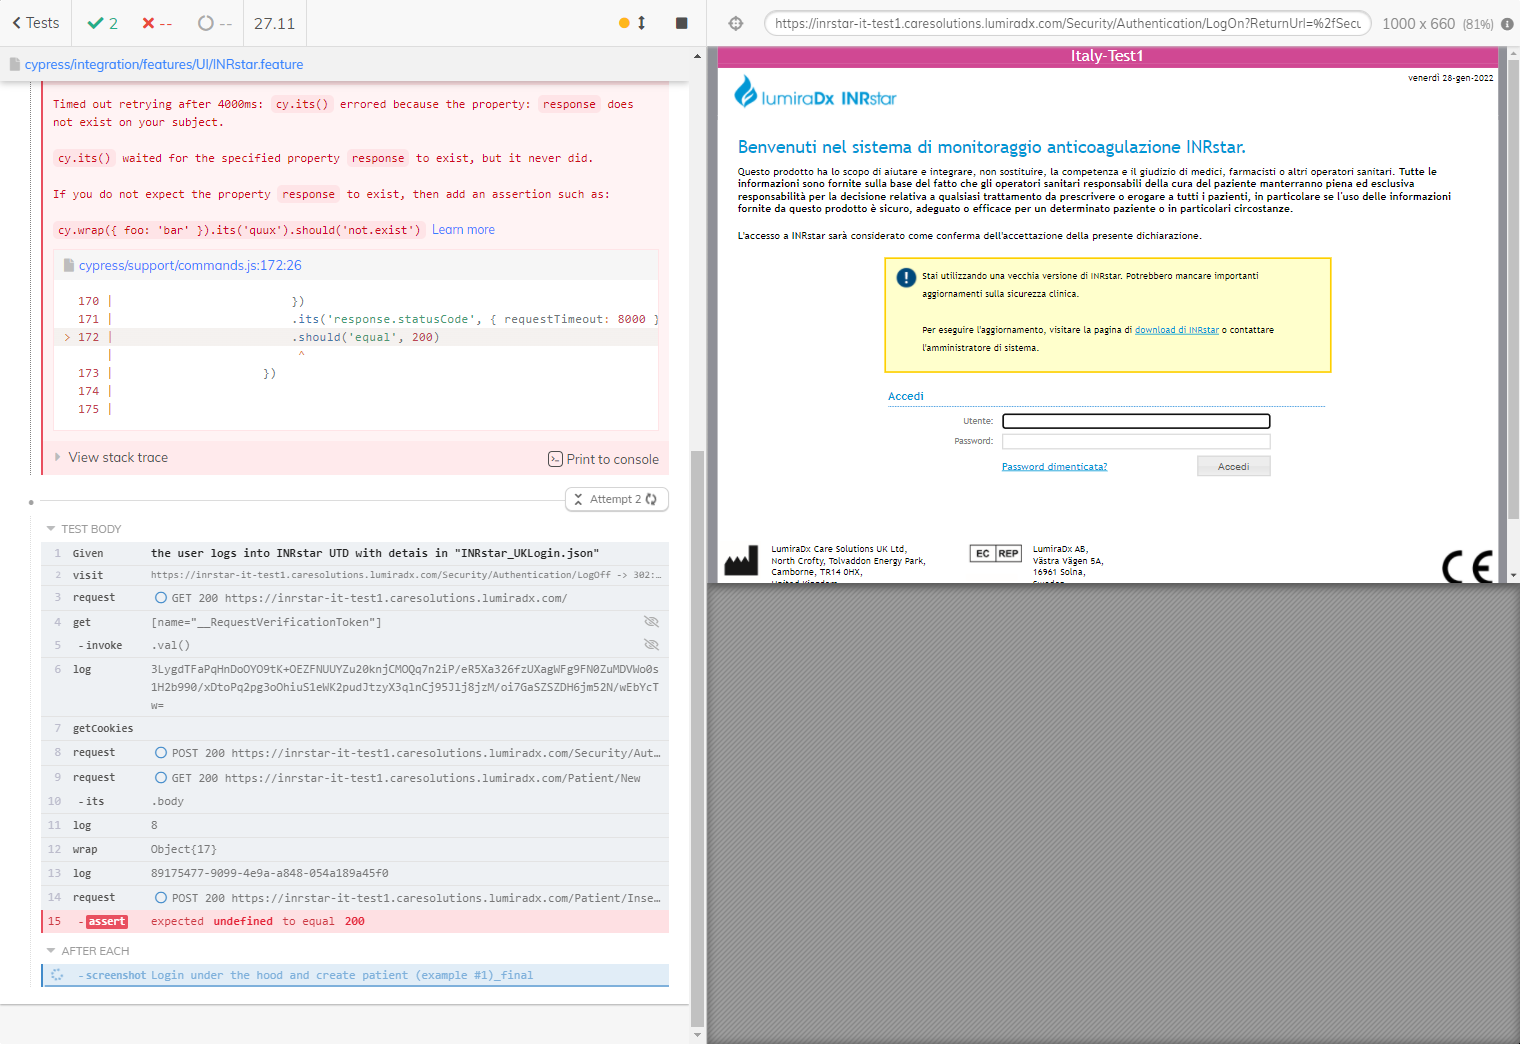 Tests
2
--
--
27.11
cypress/integration/features/UI/INRstar.feature
Timed out retrying after 4000ms: cy.its() errored because the property: response does
not exist on your subject.
cy.its() waited for the specified property response to exist, but it never did.
If you do not expect the property response to exist, then add an assertion such as:
cy.wrap({ foo: 'bar' }).its('quux').should('not.exist') Learn more
cypress/support/commands.js:172:26
170 | })
171 | .its('response.statusCode', { requestTimeout: 8000 }
> 172 | .should('equal', 200)
| ^
173 | })
174 |
175 |
View stack trace
Print to console
Attempt 2
TEST BODY
1 Given the user logs into INRstar UTD with detais in "INRstar_UKLogin.json"
2 visit https://inrstar-it-test1.caresolutions.lumiradx.com/Security/Authentication/LogOff -> 302:…
3 request GET 200 https://inrstar-it-test1.caresolutions.lumiradx.com/
4 get [name="__RequestVerificationToken"]
5 -invoke .val()
6 log 3LygdTFaPqHnDoOYO9tK+OEZFNUUYZu20knjCMOQq7n2iP/eR5Xa326fzUXagWFg9FN0ZuMDVWo0s
1H2b990/xDtoPq2pg3oOhiuS1eWK2pudJtzyX3qlnCj95Jlj8jzM/oi7GaSZSZDH6jm52N/wEbYcT
w=
7 getCookies
8 request POST 200 https://inrstar-it-test1.caresolutions.lumiradx.com/Security/Aut…
9 request GET 200 https://inrstar-it-test1.caresolutions.lumiradx.com/Patient/New
10 -its .body
11 log 8
12 wrap Object{17}
13 log 89175477-9099-4e9a-a848-054a189a45f0
14 request POST 200 https://inrstar-it-test1.caresolutions.lumiradx.com/Patient/Inse…
15 -assert expected undefined to equal 200
AFTER EACH
-screenshot Login under the hood and create patient (example #1)_final
https://inrstar-it-test1.caresolutions.lumiradx.com/Security/Authentication/LogOn?ReturnUrl=%2fSecu
1000 x 660 (81%)
Italy-Test1
venerdì 28-gen-2022
lumiraDx INRstar
Benvenuti nel sistema di monitoraggio anticoagulazione INRstar.
Questo prodotto ha lo scopo di aiutare e integrare, non sostituire, la competenza e il giudizio di medici, farmacisti o altri operatori sanitari. Tutte le
informazioni sono fornite sulla base del fatto che gli operatori sanitari responsabili della cura del paziente manterranno piena ed esclusiva
responsabilità per la decisione relativa a qualsiasi trattamento da prescrivere o erogare a tutti i pazienti, in particolare se l'uso delle informazioni
fornite da questo prodotto è sicuro, adeguato o efficace per un determinato paziente o in particolari circostanze.
L'accesso a INRstar sarà considerato come conferma dell'accettazione della presente dichiarazione.
Stai utilizzando una vecchia versione di INRstar. Potrebbero mancare importanti
aggiornamenti sulla sicurezza clinica.
Per eseguire l'aggiornamento, visitare la pagina di download di INRstar o contattare
l'amministratore di sistema.
Accedi
Utente:
Password:
Password dimenticata?
Accedi
LumiraDx Care Solutions UK Ltd,
North Crofty, Tolvaddon Energy Park,
Camborne, TR14 0HX,
United Kingdom
EC REP
LumiraDx AB,
Västra Vägen 5A,
16961 Solna,
Sweden
CE